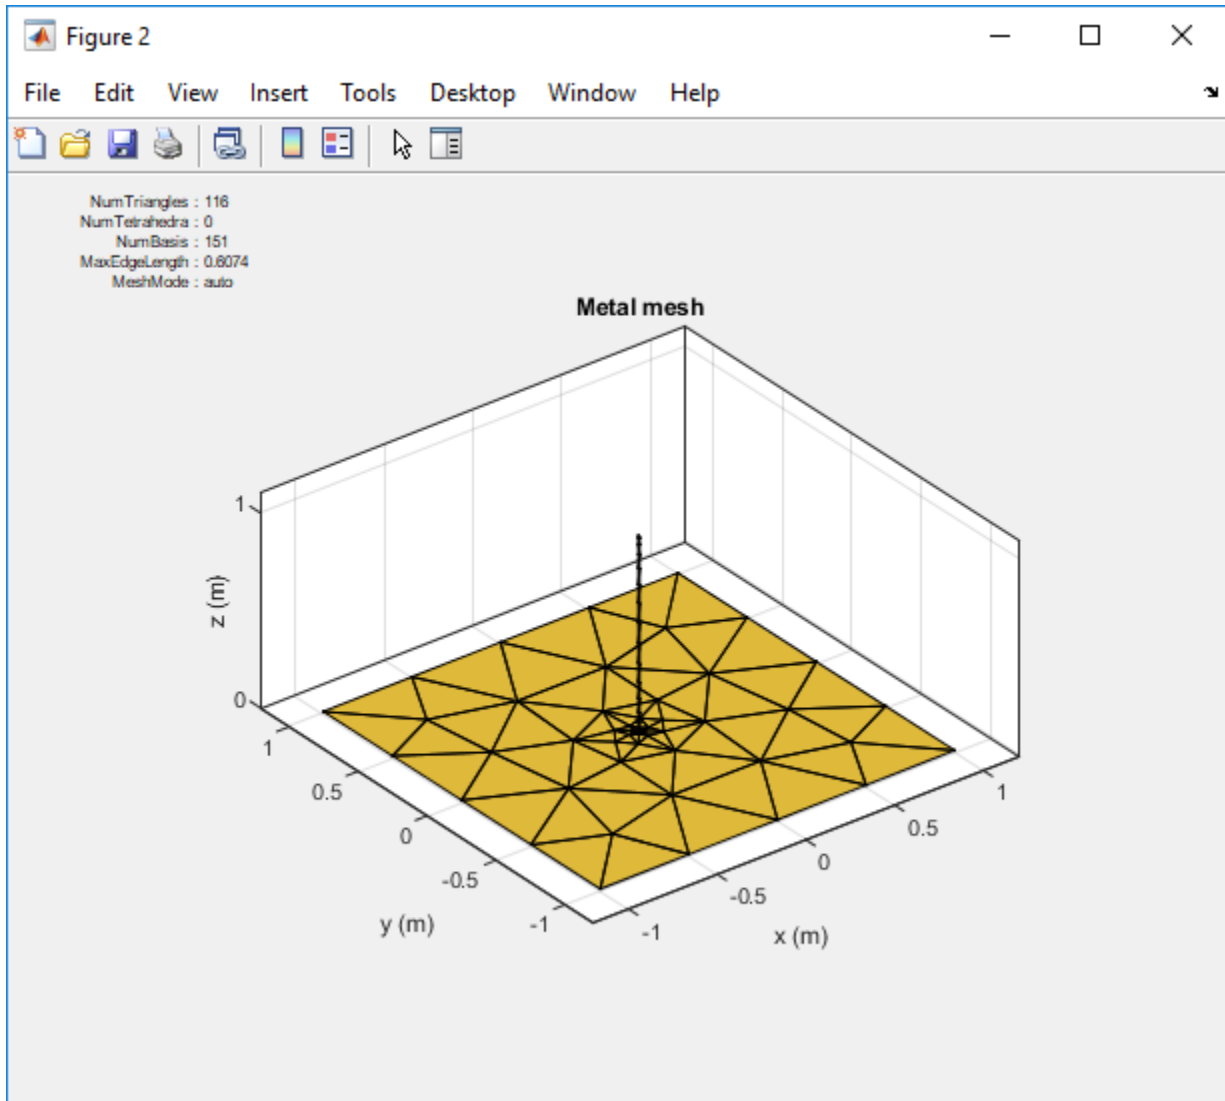 Figure 2
File Edit View Insert Tools Desktop Window Help
NumTriangles : 116
NumTetrahedra : 0
NumBasis : 151
MaxEdgeLength : 0.6074
MeshMode : auto
Metal mesh
1
0
z (m)
1
0.5
0
-0.5
-1
y (m)
-1
-0.5
0
0.5
1
x (m)